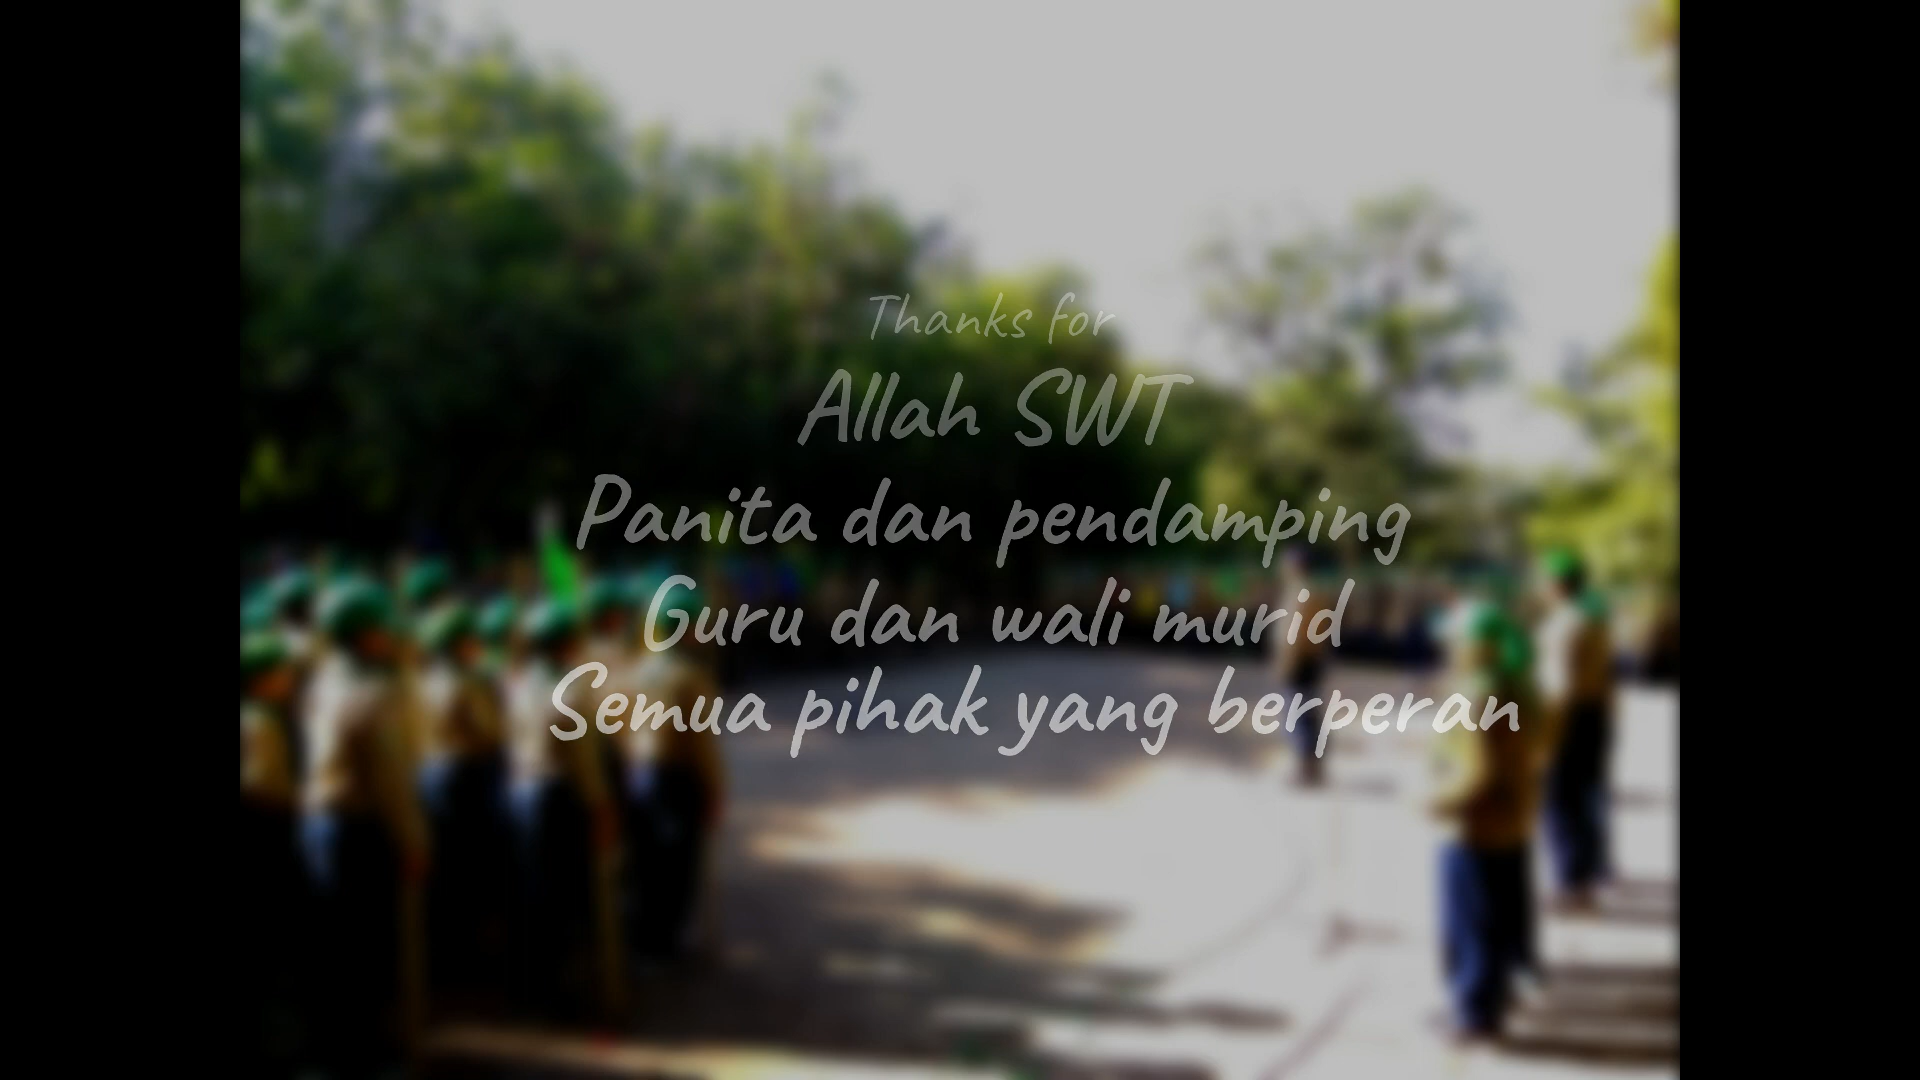 Thanks for
Allah SWT
Panita dan pendamping
Guru dan wali murid
Semua pihak yang berperan